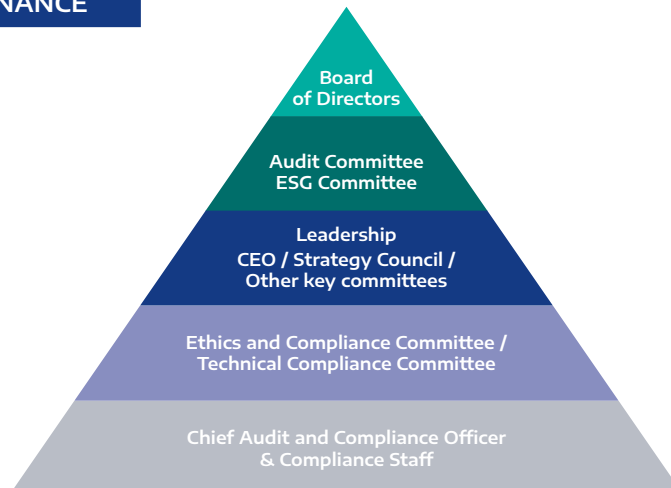 NANCE
Board
of Directors
Audit Committee
ESG Committee
Leadership
CEO / Strategy Council /
Other key committees
Ethics and Compliance Committee /
Technical Compliance Committee
Chief Audit and Compliance Officer
& Compliance Staff